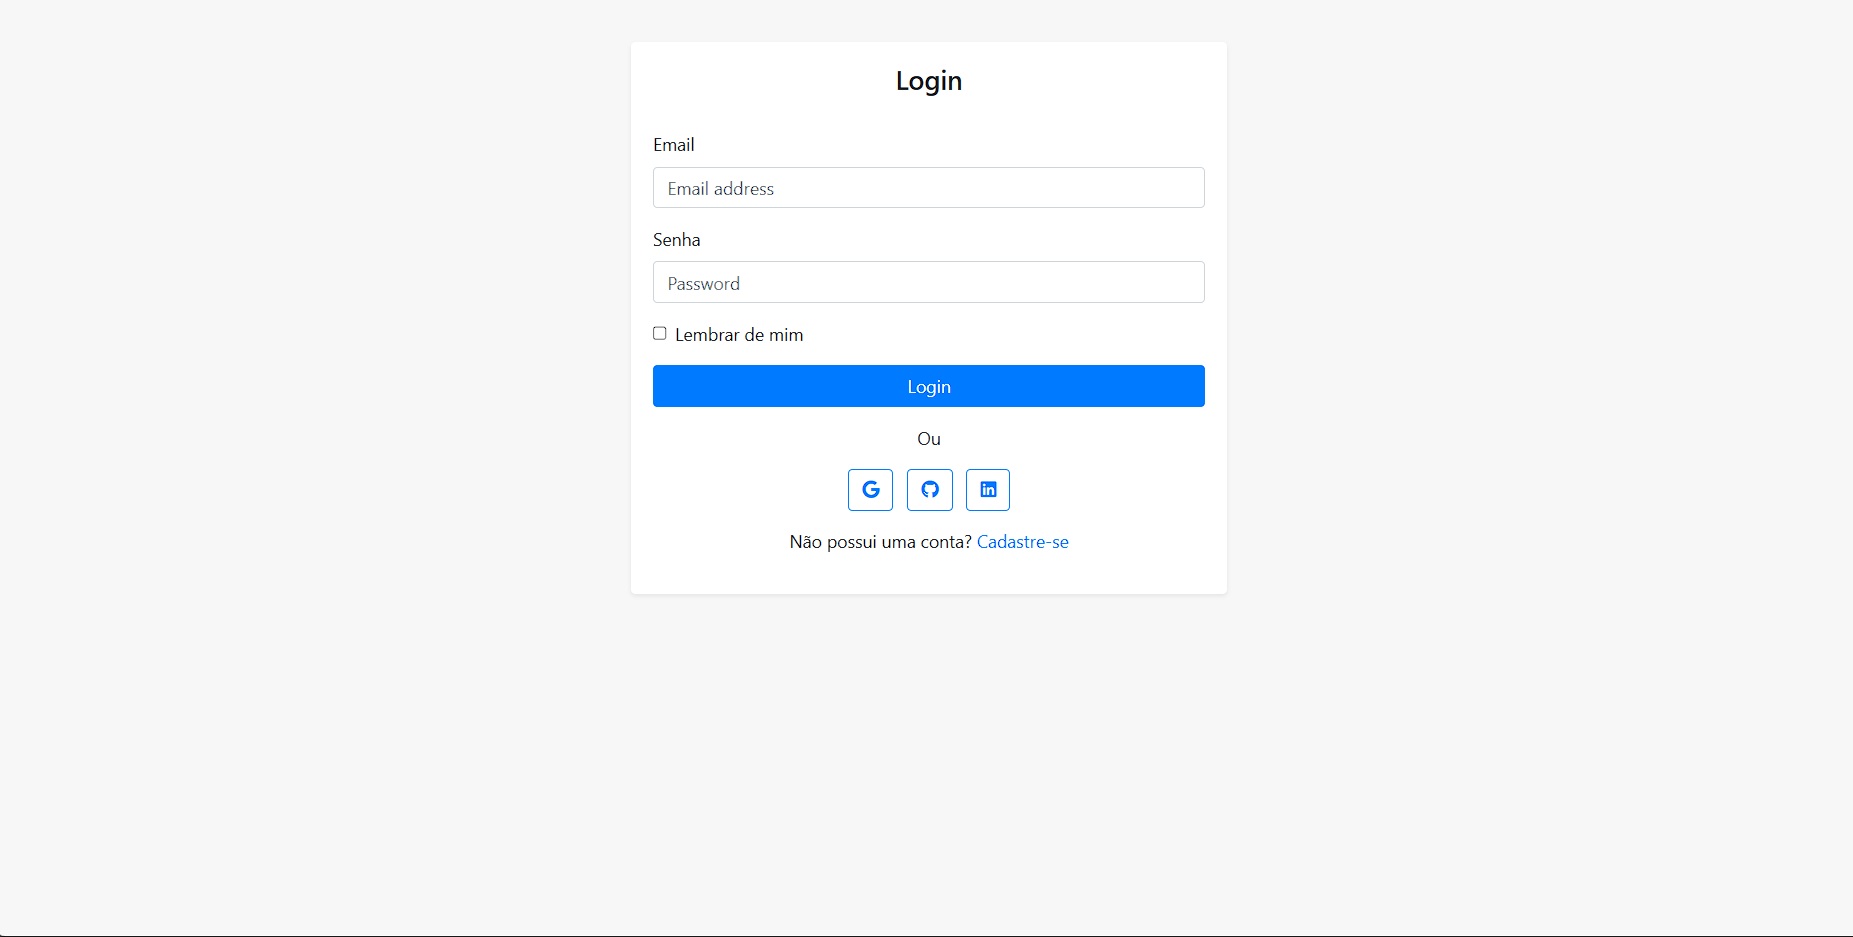 Login
Email
Email address
Senha
Password
Lembrar de mim
Login
Ou
Não possui uma conta? Cadastre-se